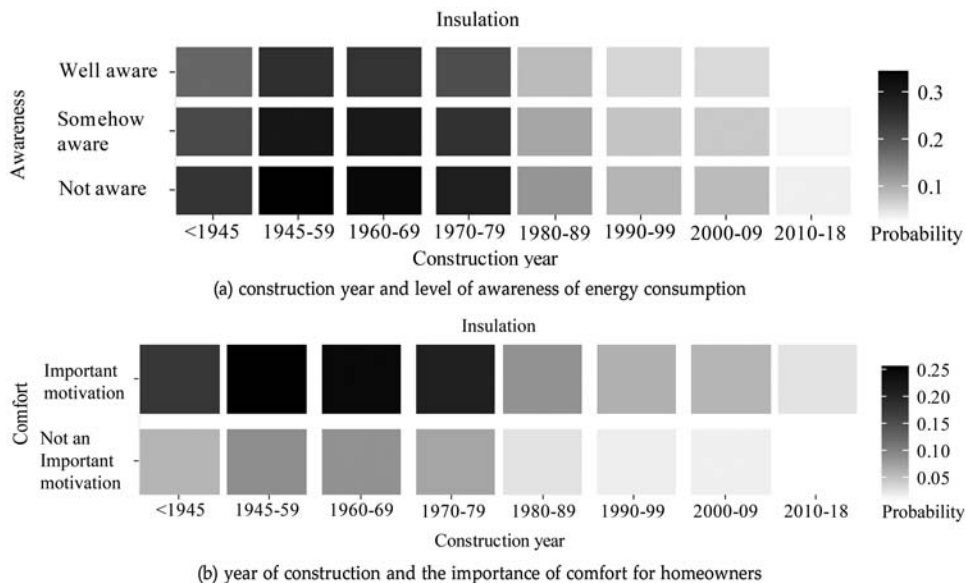 Insulation
Awareness
Well aware
Somehow
aware
Not aware
<1945 1945-59 1960-69 1970-79 1980-89 1990-99 2000-09 2010-18
Construction year
0.3
0.2
0.1
Probability
(a) construction year and level of awareness of energy consumption
Insulation
Comfort
Important
motivation
Not an
Important
motivation
<1945 1945-59 1960-69 1970-79 1980-89 1990-99 2000-09 2010-18
Construction year
0.25
0.20
0.15
0.10
0.05
Probability
(b) year of construction and the importance of comfort for homeowners